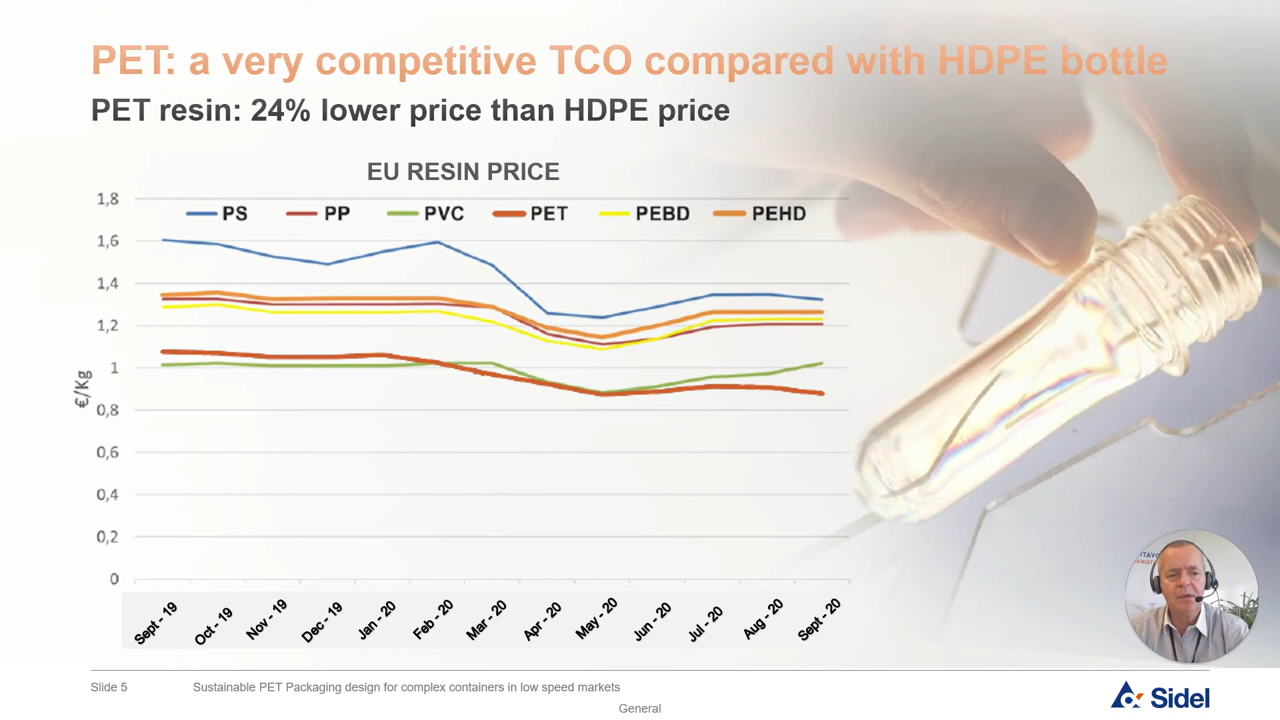 PET: a very competitive TCO compared with HDPE bottle
PET resin: 24% lower price than HDPE price
EU RESIN PRICE
PS PP PVC PET PEBD PEHD
1,8
1,6
1,4
1,2
1
0,8
0,6
0,4
0,2
0
€/Kg
Sept - 19 Oct - 19 Nov - 19 Dec - 19 Jan - 20 Feb - 20 Mar - 20 Apr - 20 May - 20 Jun - 20 Jul - 20 Aug - 20 Sept - 20
Slide 5 Sustainable PET Packaging design for complex containers in low speed markets
General
Sidel